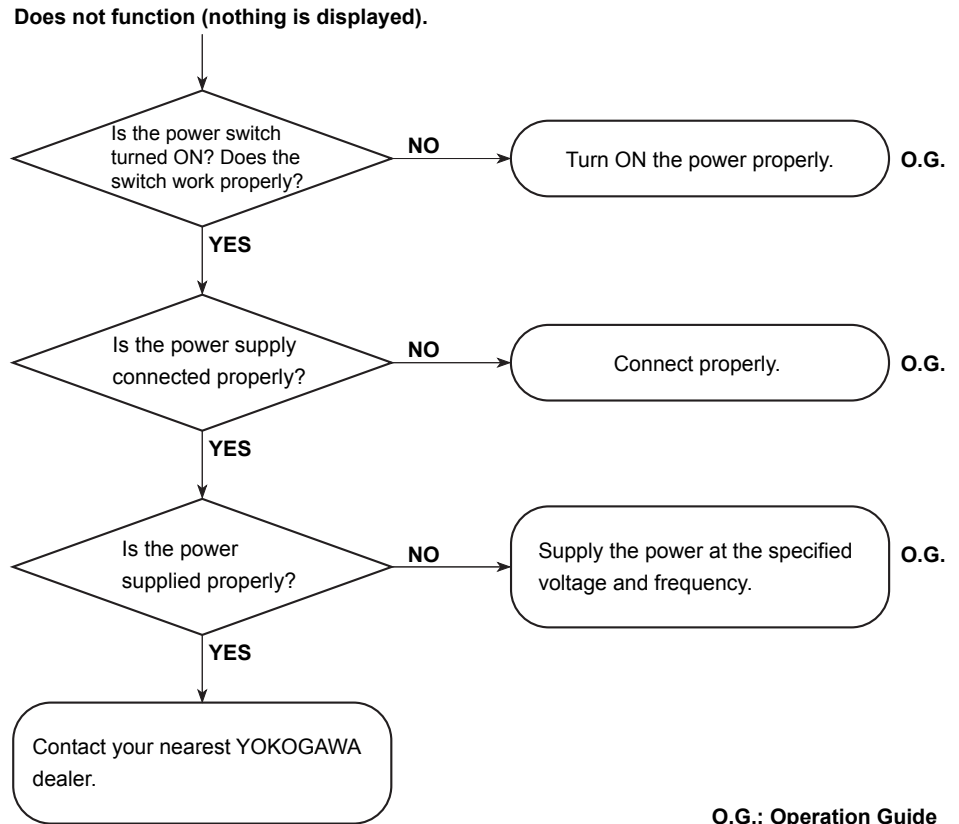 Does not function (nothing is displayed).
Is the power switch
turned ON? Does the
switch work properly?
NO
Turn ON the power properly.
O.G.
YES
Is the power supply
connected properly?
NO
Connect properly.
O.G.
YES
Is the power
supplied properly?
NO
Supply the power at the specified
voltage and frequency.
O.G.
YES
Contact your nearest YOKOGAWA
dealer.
O.G.: Operation Guide